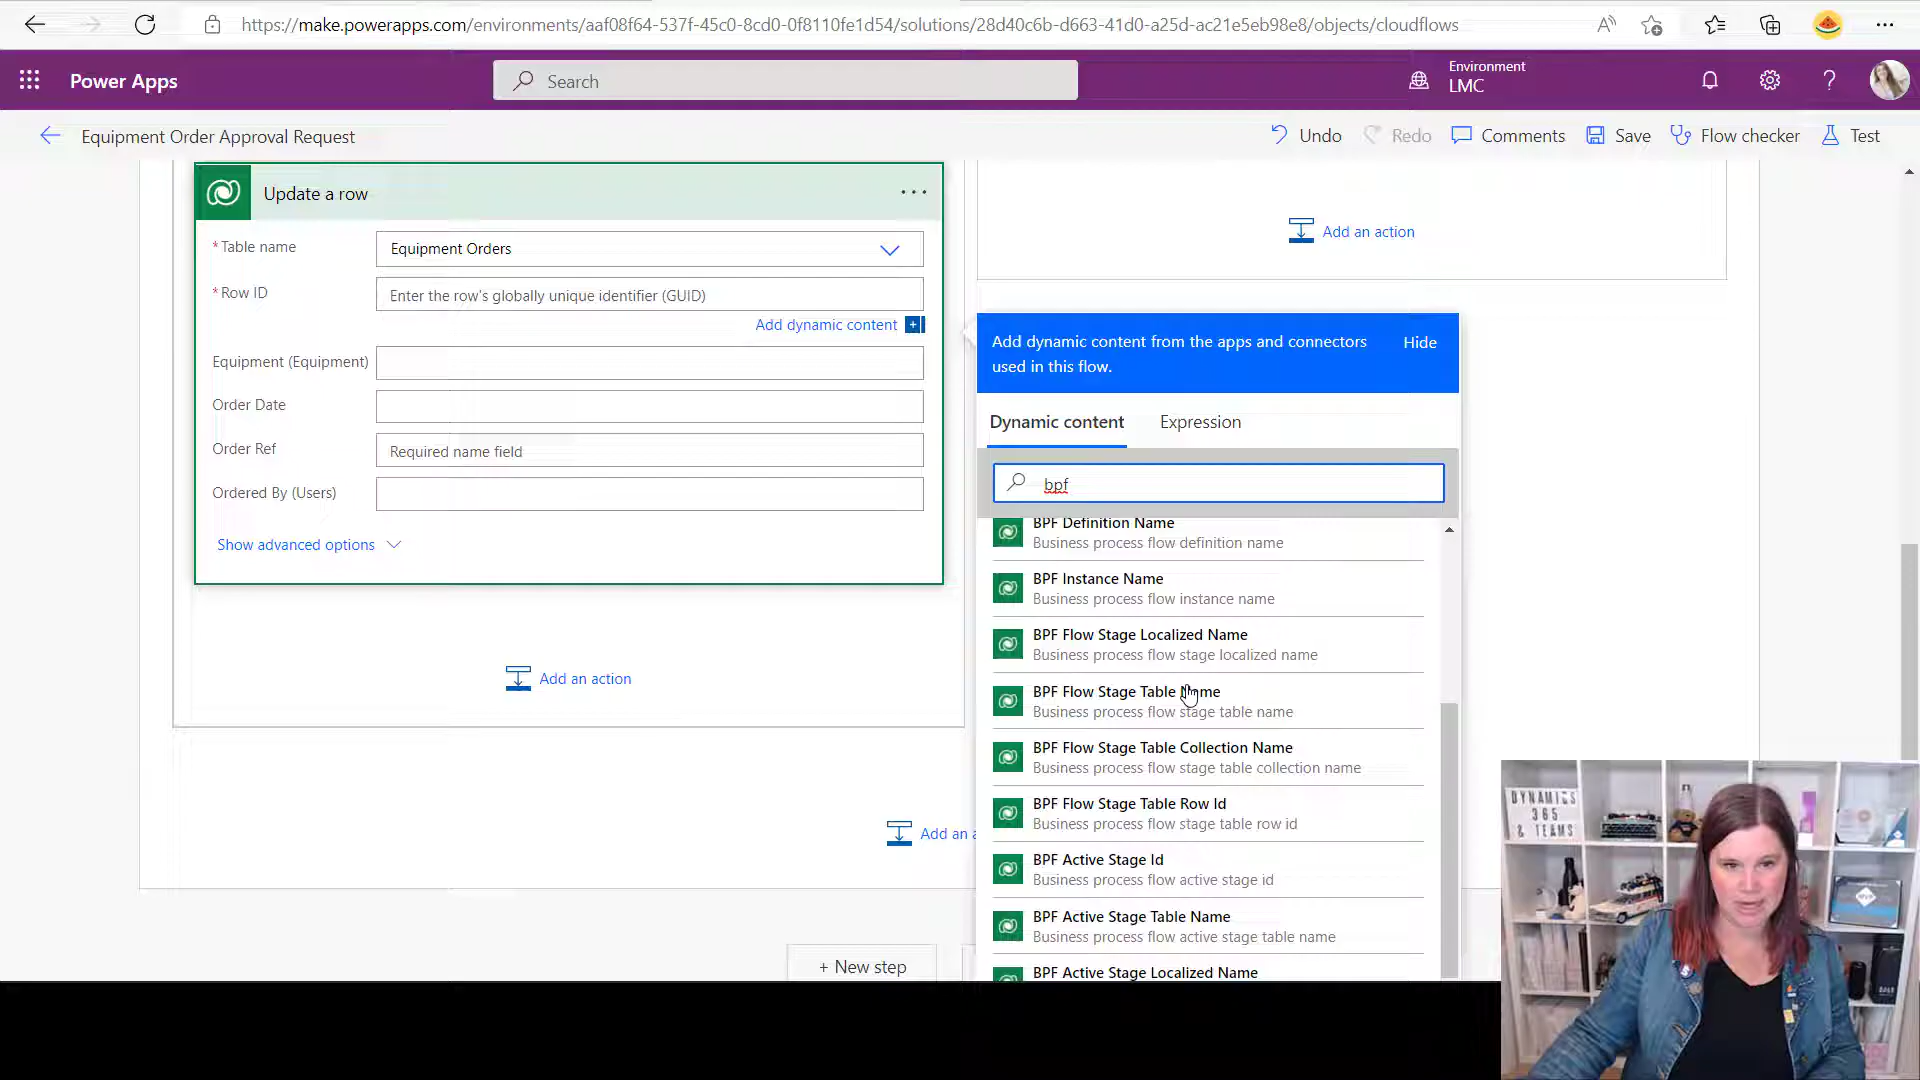 https://make.powerapps.com/environments/aaf08f64-537f-45c0-8cd0-0f8110fe1d54/solutions/28d40c6b-d663-41d0-a25d-ac21e5eb98e8/objects/cloudflows
Power Apps
Search
Environment
LMC
Equipment Order Approval Request
Undo
Redo
Comments
Save
Flow checker
Test
Update a row
* Table name
Equipment Orders
* Row ID
Enter the row's globally unique identifier (GUID)
Add dynamic content
Equipment (Equipment)
Order Date
Order Ref
Required name field
Ordered By (Users)
Show advanced options
Add an action
Add an action
Add an a
+ New step
Add dynamic content from the apps and connectors
used in this flow.
Hide
Dynamic content
Expression
bpf
BPF Definition Name
Business process flow definition name
BPF Instance Name
Business process flow instance name
BPF Flow Stage Localized Name
Business process flow stage localized name
BPF Flow Stage Table Name
Business process flow stage table name
BPF Flow Stage Table Collection Name
Business process flow stage table collection name
BPF Flow Stage Table Row Id
Business process flow stage table row id
BPF Active Stage Id
Business process flow active stage id
BPF Active Stage Table Name
Business process flow active stage table name
BPF Active Stage Localized Name
DYNAMICS
365
& TEAMS